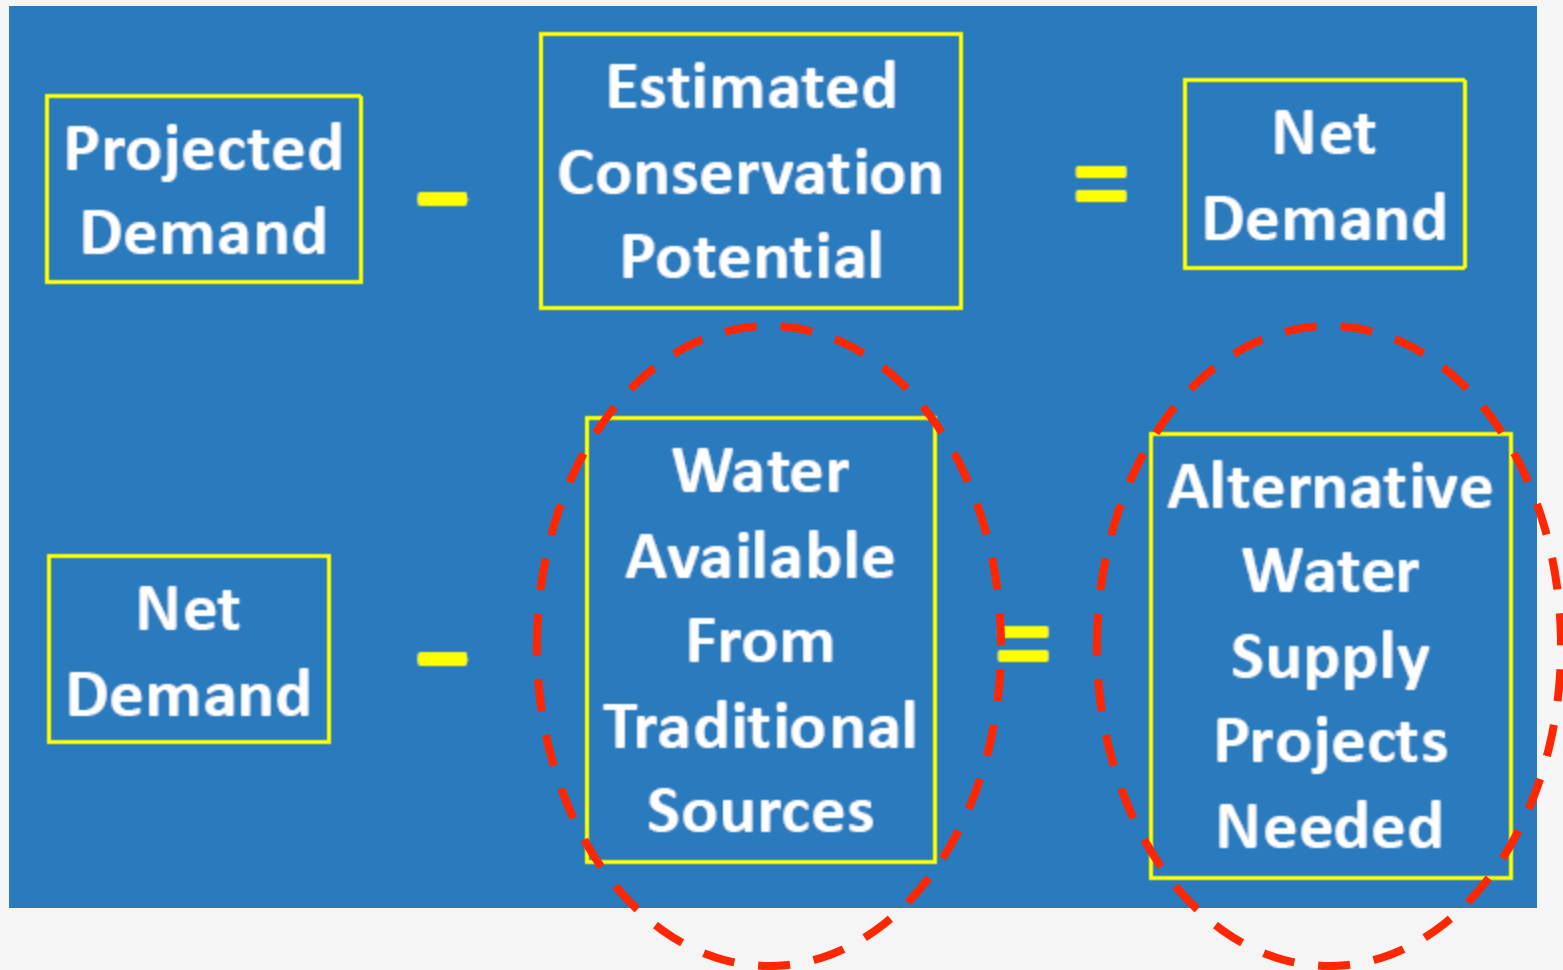 Projected
Demand
-
Estimated
Conservation
Potential
=
Net
Demand
Net
Demand
-
Water
Available
From
Traditional
Sources
=
Alternative
Water
Supply
Projects
Needed